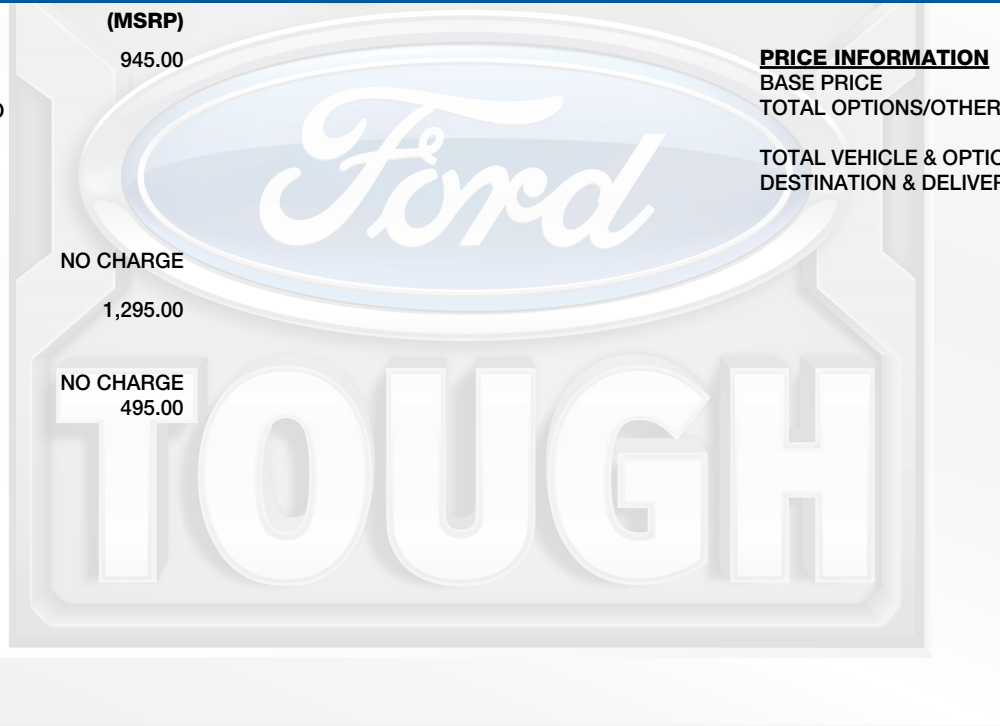 (MSRP)
945.00
NO CHARGE
1,295.00
NO CHARGE
495.00
PRICE INFORMATION
BASE PRICE
TOTAL OPTIONS/OTHER
TOTAL VEHICLE & OPTIO
DESTINATION & DELIVER
Ford
TOUGH